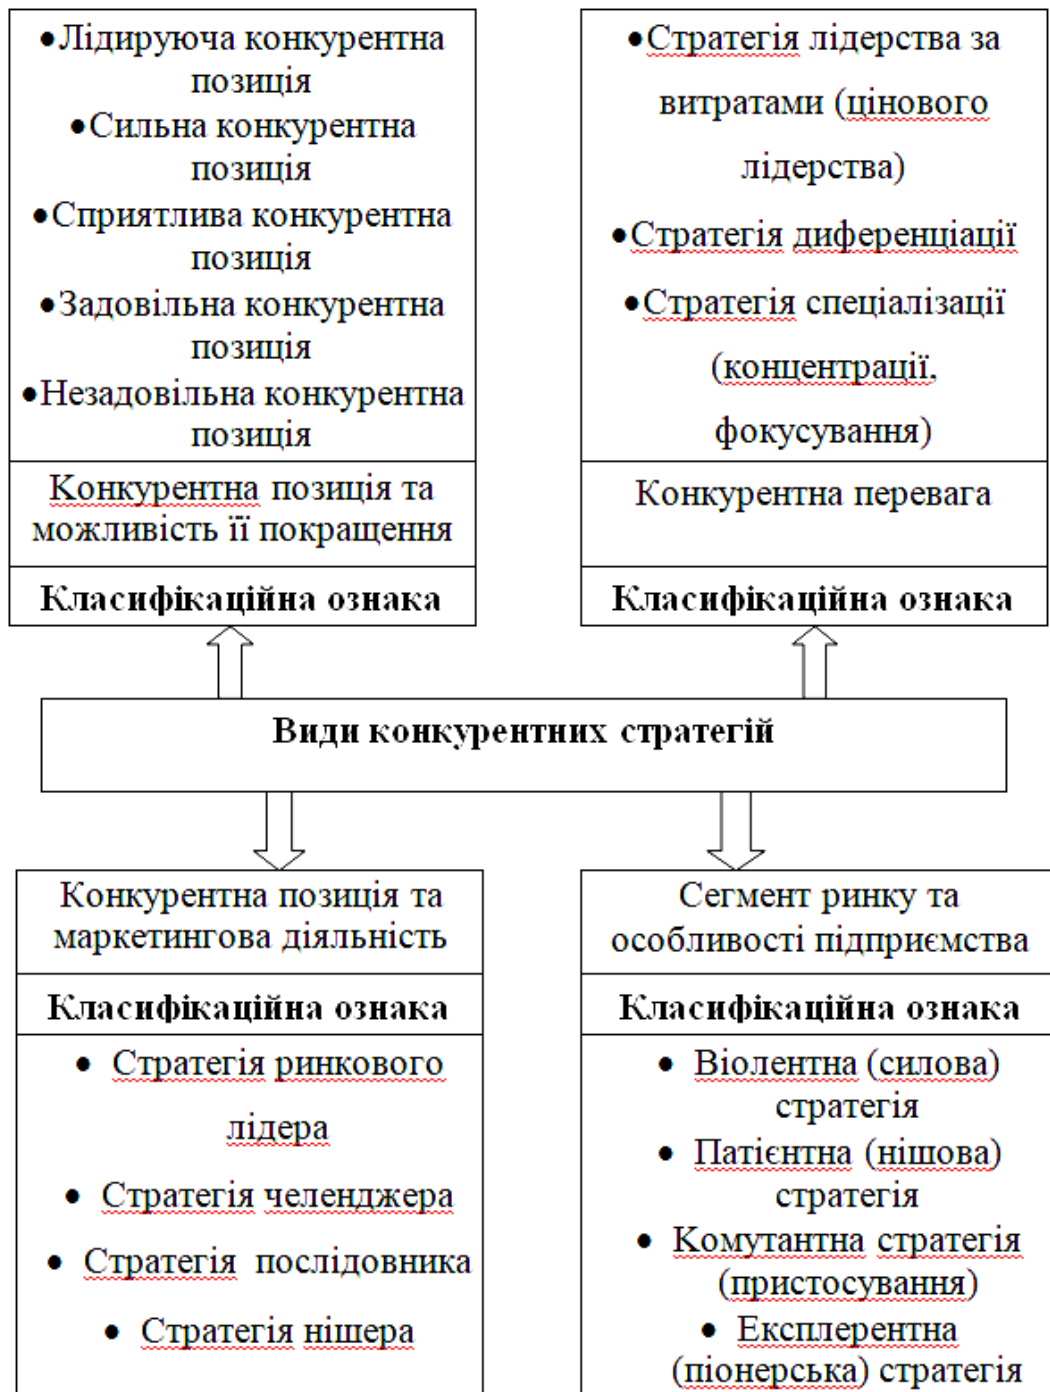 •Лідируюча конкурентна
позиція
•Сильна конкурентна
позиція
•Сприятлива конкурентна
позиція
•Задовільна конкурентна
позиція
•Незадовільна конкурентна
позиція
Конкурентна позиція та
можливість її покращення
Класифікаційна ознака
•Стратегія лідерства за
витратами (цінового
лідерства)
•Стратегія диференціації
•Стратегія спеціалізації
(концентрації,
фокусування)
Конкурентна перевага
Класифікаційна ознака
Види конкурентних стратегій
Конкурентна позиція та
маркетингова діяльність
Класифікаційна ознака
• Стратегія ринкового
лідера
• Стратегія челенджера
• Стратегія послідовника
• Стратегія нішера
Сегмент ринку та
особливості підприємства
Класифікаційна ознака
• Віолентна (силова)
стратегія
• Патієнтна (нішова)
стратегія
• Комутантна стратегія
(пристосування)
• Експлерентна
(піонерська) стратегія